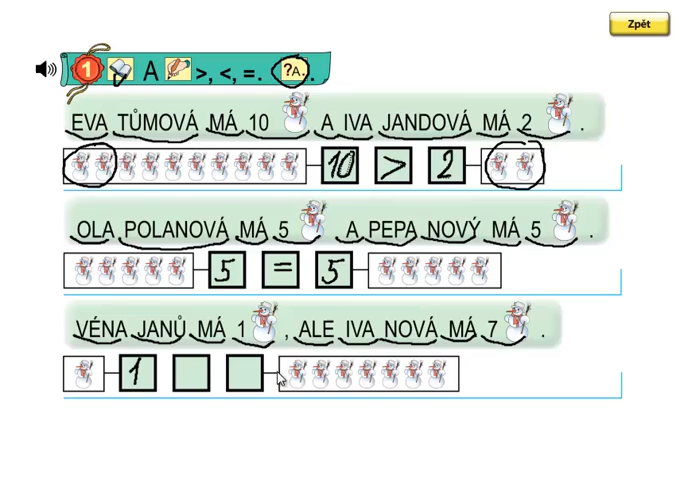 Zpět
1 A >, <, =. ?A. .
EVA TŮMOVÁ MÁ 10 A IVA JANDOVÁ MÁ 2 .
10 > 2
OLA POLANOVÁ MÁ 5 A PEPA NOVÝ MÁ 5 .
5 = 5
VÉNA JANŮ MÁ 1 , ALE IVA NOVÁ MÁ 7 .
1